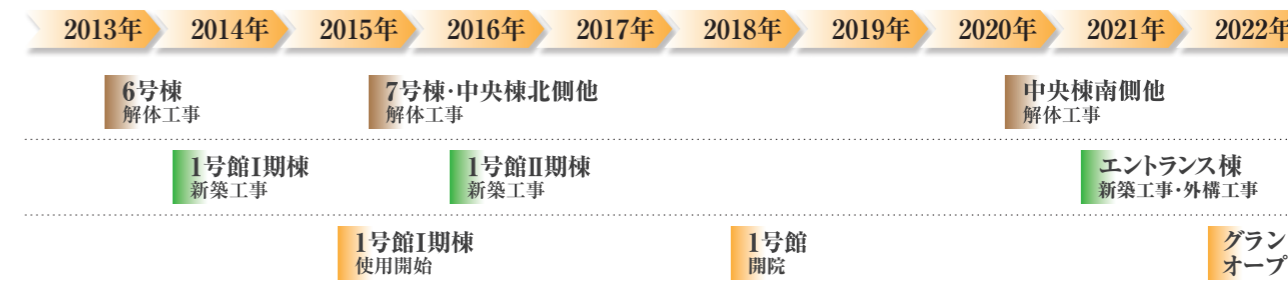 2013年 2014年 2015年 2016年 2017年 2018年 2019年 2020年 2021年 2022年
6号棟
解体工事
7号棟・中央棟北側他
解体工事
中央棟南側他
解体工事
1号館Ⅰ期棟
新築工事
1号館Ⅱ期棟
新築工事
エントランス棟
新築工事・外構工事
1号館Ⅰ期棟
使用開始
1号館
開院
グラン
オープ